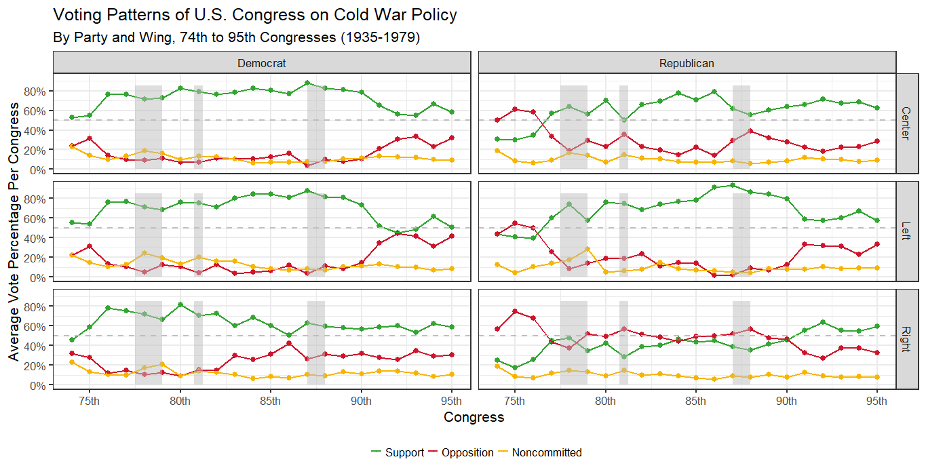 Voting Patterns of U.S. Congress on Cold War Policy
By Party and Wing, 74th to 95th Congresses (1935-1979)
Democrat
Republican
80%
60%
40%
20%
0%
Center
80%
60%
40%
20%
0%
Left
80%
60%
40%
20%
0%
Right
Average Vote Percentage Per Congress
75th 80th 85th 90th 95th
75th 80th 85th 90th 95th
Congress
Support Opposition Noncommitted